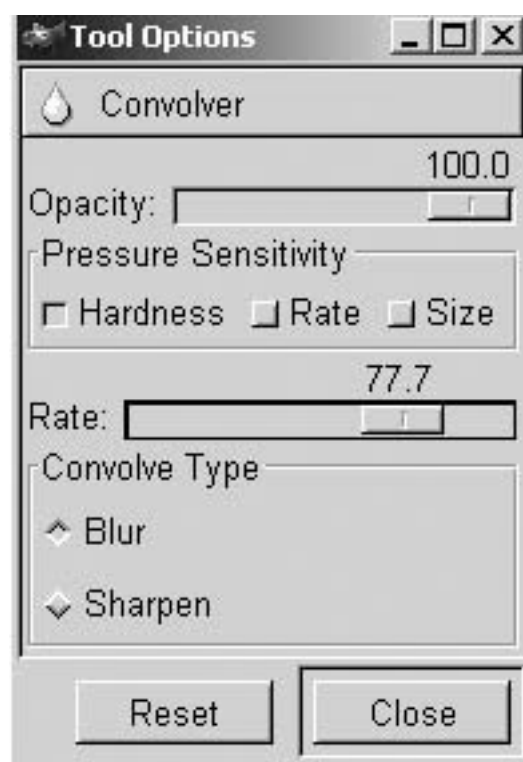 Tool Options
Convolver
100.0
Opacity:
Pressure Sensitivity
Hardness Rate Size
77.7
Rate:
Convolve Type
Blur
Sharpen
Reset Close